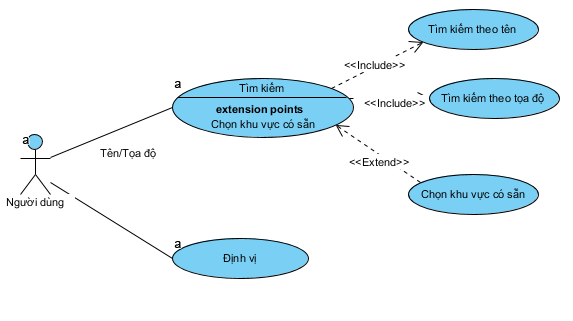 Tìm kiếm theo tên
<<Include>>
a
Tìm kiếm
extension points
Chọn khu vực có sẵn
<<Include>>
Tìm kiếm theo tọa độ
a
Tên/Tọa độ
<<Extend>>
Người dùng
Chọn khu vực có sẵn
a
Định vị